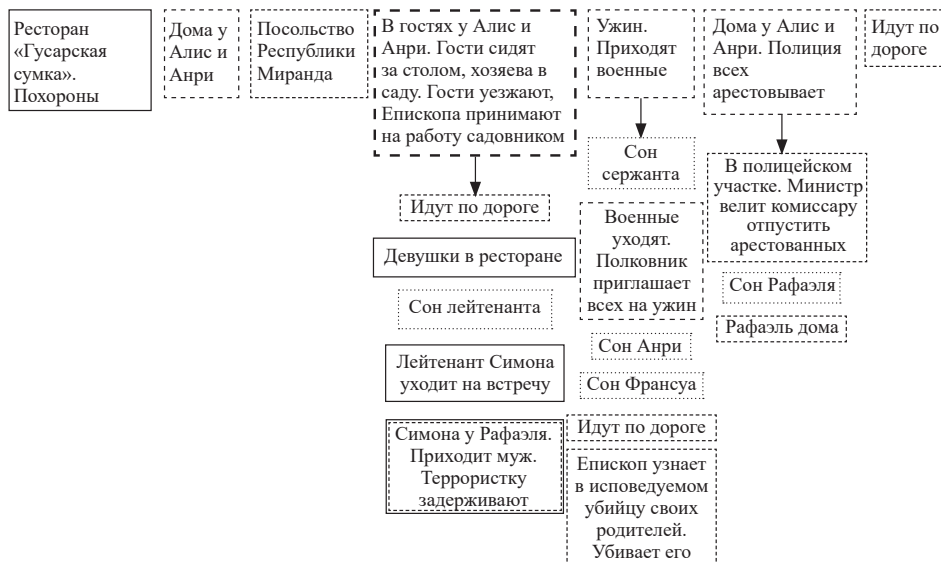 Ресторан
«Гусарская
сумка».
Похороны
Дома у
Алис и
Анри
Посольство
Республики
Миранда
В гостях у Алис и
Анри. Гости сидят
за столом, хозяева в
саду. Гости уезжают,
Епископа принимают
на работу садовником
Ужин.
Приходят
военные
Дома у Алис и
Анри. Полиция
всех
арестовывает
Идут по
дороге
Идут по дороге
Девушки в ресторане
Сон лейтенанта
Лейтенант Симона
уходит на встречу
Симона у Рафаэля.
Приходит муж.
Террористку
задерживают
Сон
сержанта
Военные
уходят.
Полковник
приглашает
всех на ужин
Сон Анри
Сон Франсуа
Идут по дороге
Епископ узнает
в исповедуемом
убийцу своих
родителей.
Убивает его
В полицейском
участке. Министр
велит комиссару
отпустить
арестованных
Сон Рафаэля
Рафаэль дома